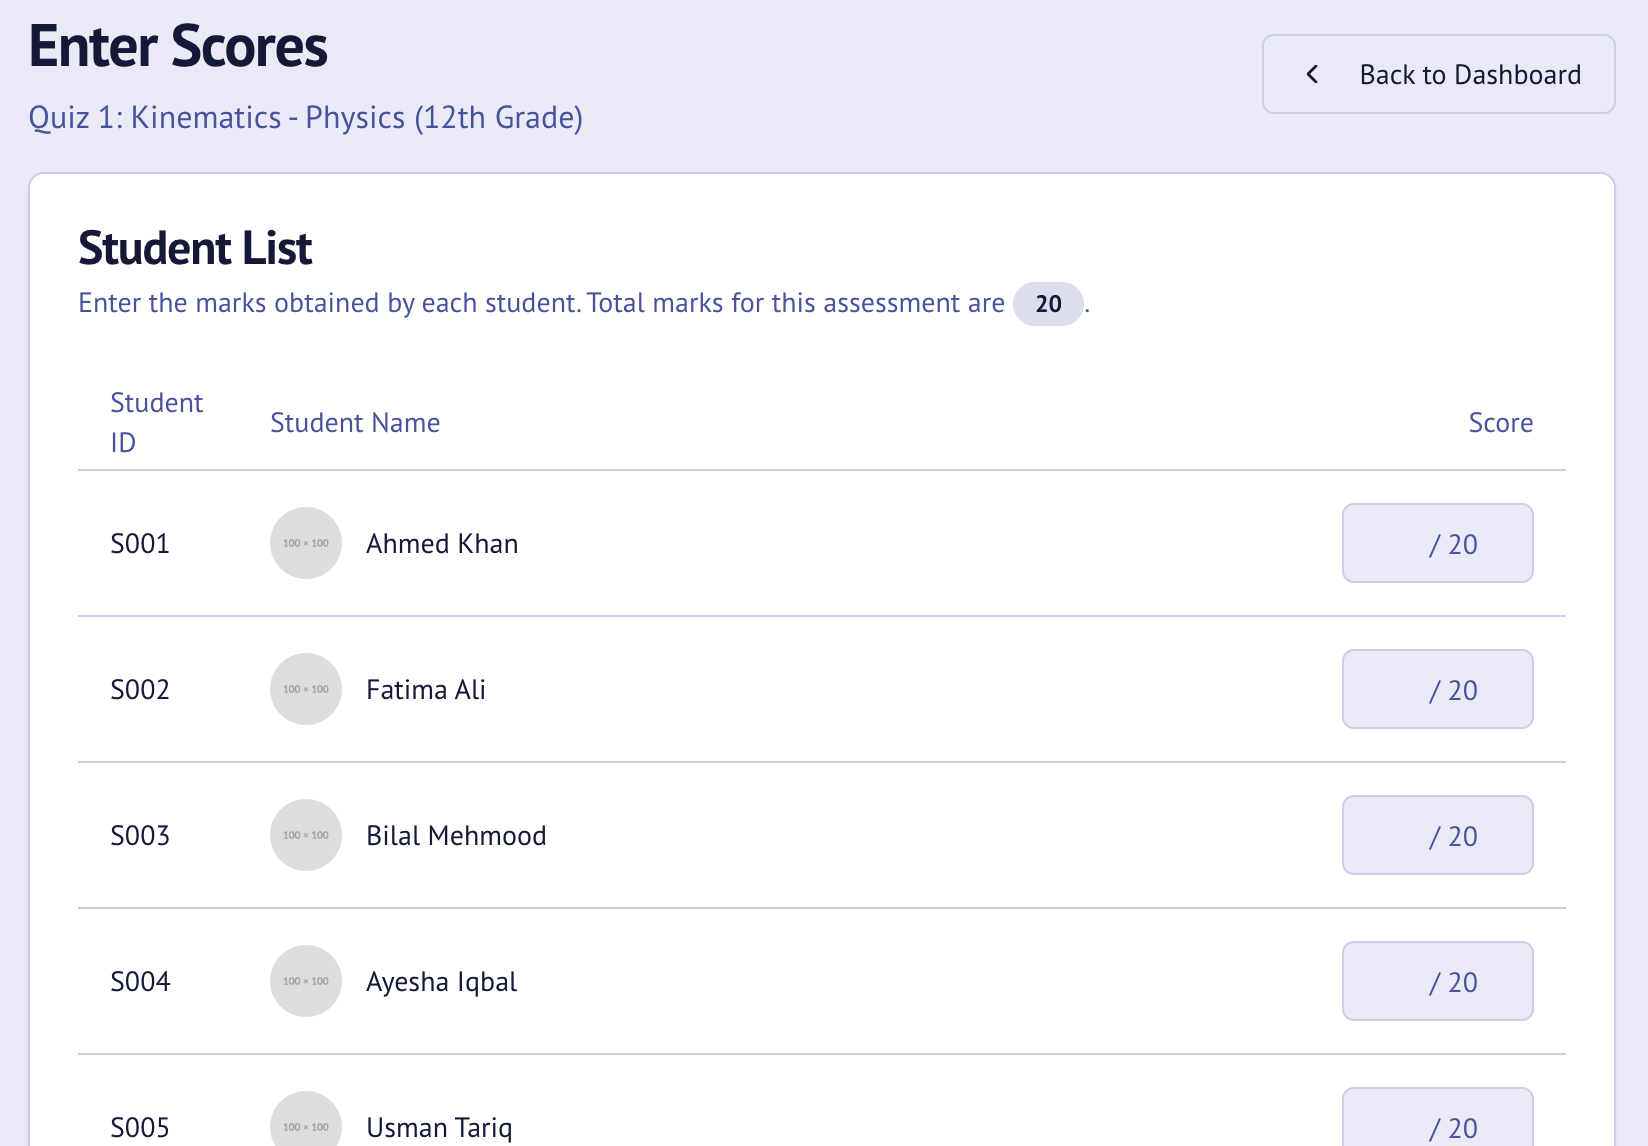 Enter Scores
Back to Dashboard
Quiz 1: Kinematics - Physics (12th Grade)
Student List
Enter the marks obtained by each student. Total marks for this assessment are 20.
Student ID Student Name Score
S001 100 × 100 Ahmed Khan / 20
S002 100 × 100 Fatima Ali / 20
S003 100 × 100 Bilal Mehmood / 20
S004 100 × 100 Ayesha Iqbal / 20
S005 100 × 100 Usman Tariq / 20